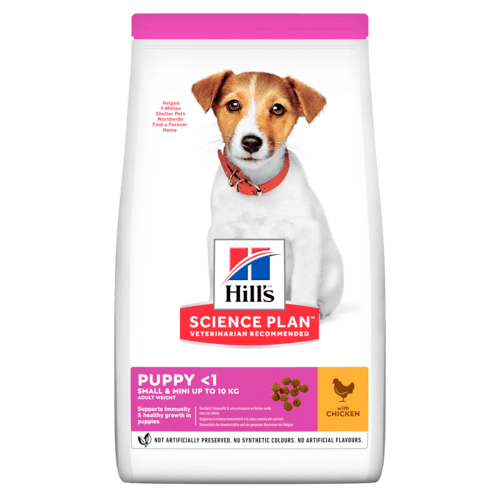 Helped
9 Million
Shelter Pets
Worldwide
Find a Forever
Home
Hill's
SCIENCE PLAN™
VETERINARIAN RECOMMENDED
PUPPY <1
SMALL & MINI UP TO 10 KG
ADULT WEIGHT
Supports immunity
& healthy growth in
puppies
with
CHICKEN
NOT ARTIFICIALLY PRESERVED. NO SYNTHETIC COLOURS. NO ARTIFICIAL FLAVOURS.